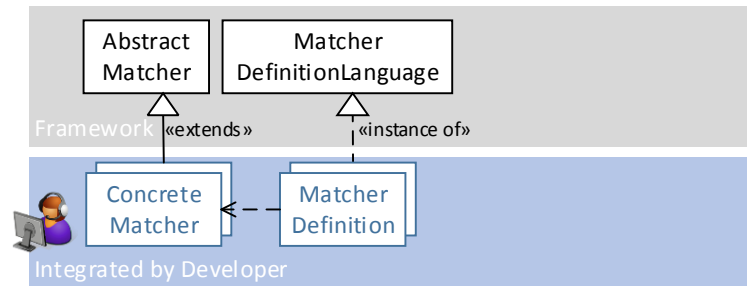 Abstract
Matcher
Matcher
DefinitionLanguage
Framework
«extends»
«instance of»
Concrete
Matcher
Matcher
Definition
Integrated by Developer